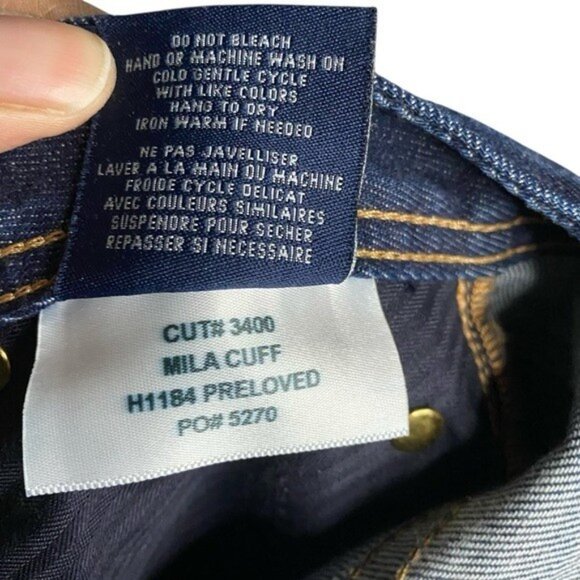 DO NOT BLEACH
HAND OR MACHINE WASH ON
COLD GENTLE CYCLE
WITH LIKE COLORS
HANG TO DRY
IRON WARM IF NEEDED
NE PAS JAVELLISER
LAVER A LA MAIN OU MACHINE
FROIDE CYCLE DELICAT
AVEC COULEURS SIMILAIRES
SUSPENDRE POUR SECHER
REPASSER SI NECESSAIRE
CUT# 3400
MILA CUFF
H1184 PRELOVED
PO# 5270